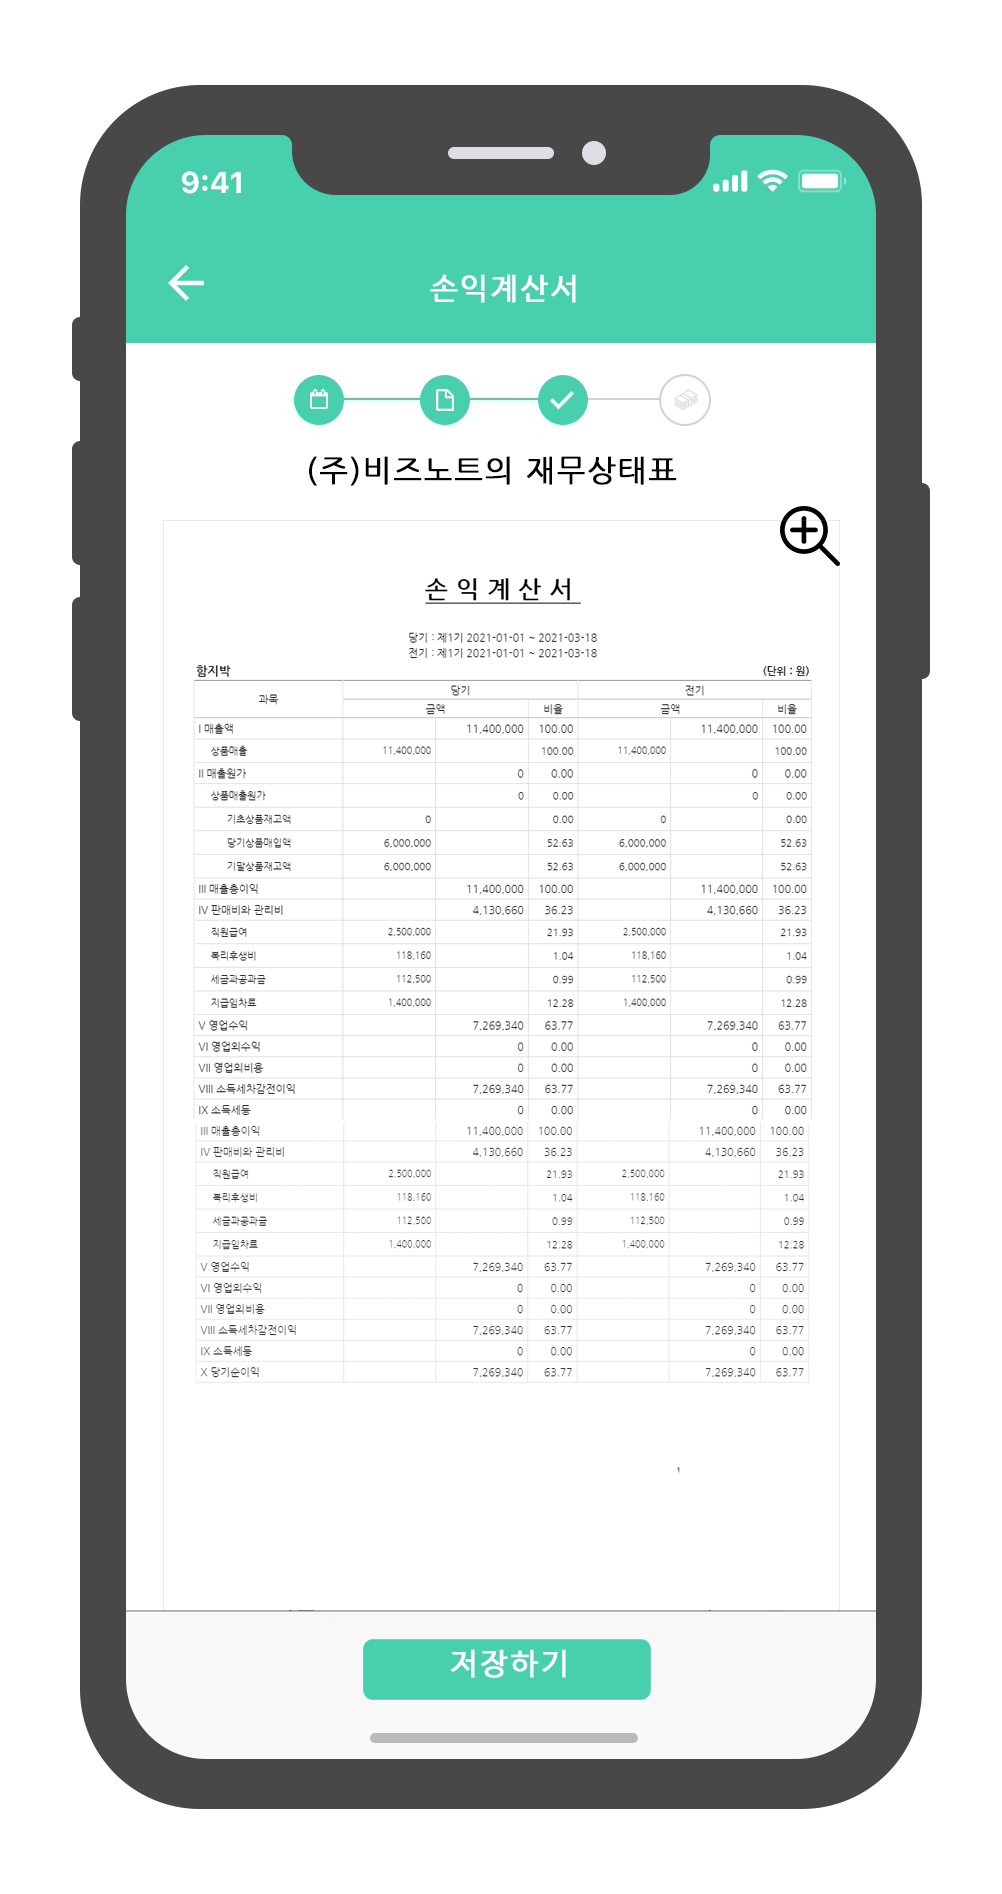 9:41
손익계산서
(주)비즈노트의 재무상태표
손 익 계 산 서
당기 : 제1기 2021-01-01 ~ 2021-03-18
전기 : 제1기 2021-01-01 ~ 2021-03-18
함지박 (단위 : 원)
과목 당기 전기
금액 비율 금액 비율
I 매출액 11,400,000 100.00 11,400,000 100.00
상품매출 11,400,000 100.00 11,400,000 100.00
II 매출원가 0 0.00 0 0.00
상품매출원가 0 0.00 0 0.00
기초상품재고액 0 0.00 0 0.00
당기상품매입액 6,000,000 52.63 6,000,000 52.63
기말상품재고액 6,000,000 52.63 6,000,000 52.63
III 매출총이익 11,400,000 100.00 11,400,000 100.00
IV 판매비와 관리비 4,130,660 36.23 4,130,660 36.23
직원급여 2,500,000 21.93 2,500,000 21.93
복리후생비 118,160 1.04 118,160 1.04
세금과공과금 112,500 0.99 112,500 0.99
지급임차료 1,400,000 12.28 1,400,000 12.28
V 영업수익 7,269,340 63.77 7,269,340 63.77
VI 영업외수익 0 0.00 0 0.00
VII 영업외비용 0 0.00 0 0.00
VIII 소득세차감전이익 7,269,340 63.77 7,269,340 63.77
IX 소득세등 0 0.00 0 0.00
III 매출총이익 11,400,000 100.00 11,400,000 100.00
IV 판매비와 관리비 4,130,660 36.23 4,130,660 36.23
직원급여 2,500,000 21.93 2,500,000 21.93
복리후생비 118,160 1.04 118,160 1.04
세금과공과금 112,500 0.99 112,500 0.99
지급임차료 1,400,000 12.28 1,400,000 12.28
V 영업수익 7,269,340 63.77 7,269,340 63.77
VI 영업외수익 0 0.00 0 0.00
VII 영업외비용 0 0.00 0 0.00
VIII 소득세차감전이익 7,269,340 63.77 7,269,340 63.77
IX 소득세등 0 0.00 0 0.00
X 당기순이익 7,269,340 63.77 7,269,340 63.77
저장하기